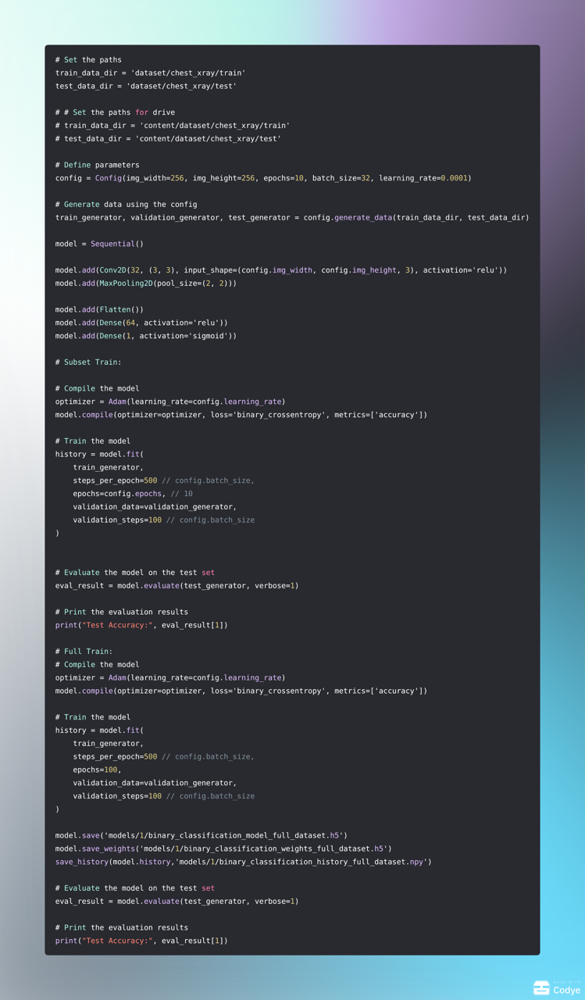 # Set the paths
train_data_dir = 'dataset/chest_xray/train'
test_data_dir = 'dataset/chest_xray/test'

# # Set the paths for drive
# train_data_dir = 'content/dataset/chest_xray/train'
# test_data_dir = 'content/dataset/chest_xray/test'

# Define parameters
config = Config(img_width=256, img_height=256, epochs=10, batch_size=32, learning_rate=0.0001)

# Generate data using the config
train_generator, validation_generator, test_generator = config.generate_data(train_data_dir, test_data_dir)

model = Sequential()

model.add(Conv2D(32, (3, 3), input_shape=(config.img_width, config.img_height, 3), activation='relu'))
model.add(MaxPooling2D(pool_size=(2, 2)))

model.add(Flatten())
model.add(Dense(64, activation='relu'))
model.add(Dense(1, activation='sigmoid'))

# Subset Train:

# Compile the model
optimizer = Adam(learning_rate=config.learning_rate)
model.compile(optimizer=optimizer, loss='binary_crossentropy', metrics=['accuracy'])

# Train the model
history = model.fit(
    train_generator,
    steps_per_epoch=500 // config.batch_size,
    epochs=config.epochs, // 10
    validation_data=validation_generator,
    validation_steps=100 // config.batch_size
)

# Evaluate the model on the test set
eval_result = model.evaluate(test_generator, verbose=1)

# Print the evaluation results
print("Test Accuracy:", eval_result[1])

# Full Train:
# Compile the model
optimizer = Adam(learning_rate=config.learning_rate)
model.compile(optimizer=optimizer, loss='binary_crossentropy', metrics=['accuracy'])

# Train the model
history = model.fit(
    train_generator,
    steps_per_epoch=500 // config.batch_size,
    epochs=100,
    validation_data=validation_generator,
    validation_steps=100 // config.batch_size
)

model.save('models/1/binary_classification_model_full_dataset.h5')
model.save_weights('models/1/binary_classification_weights_full_dataset.h5')
save_history(model.history,'models/1/binary_classification_history_full_dataset.npy')

# Evaluate the model on the test set
eval_result = model.evaluate(test_generator, verbose=1)

# Print the evaluation results
print("Test Accuracy:", eval_result[1])
Codye